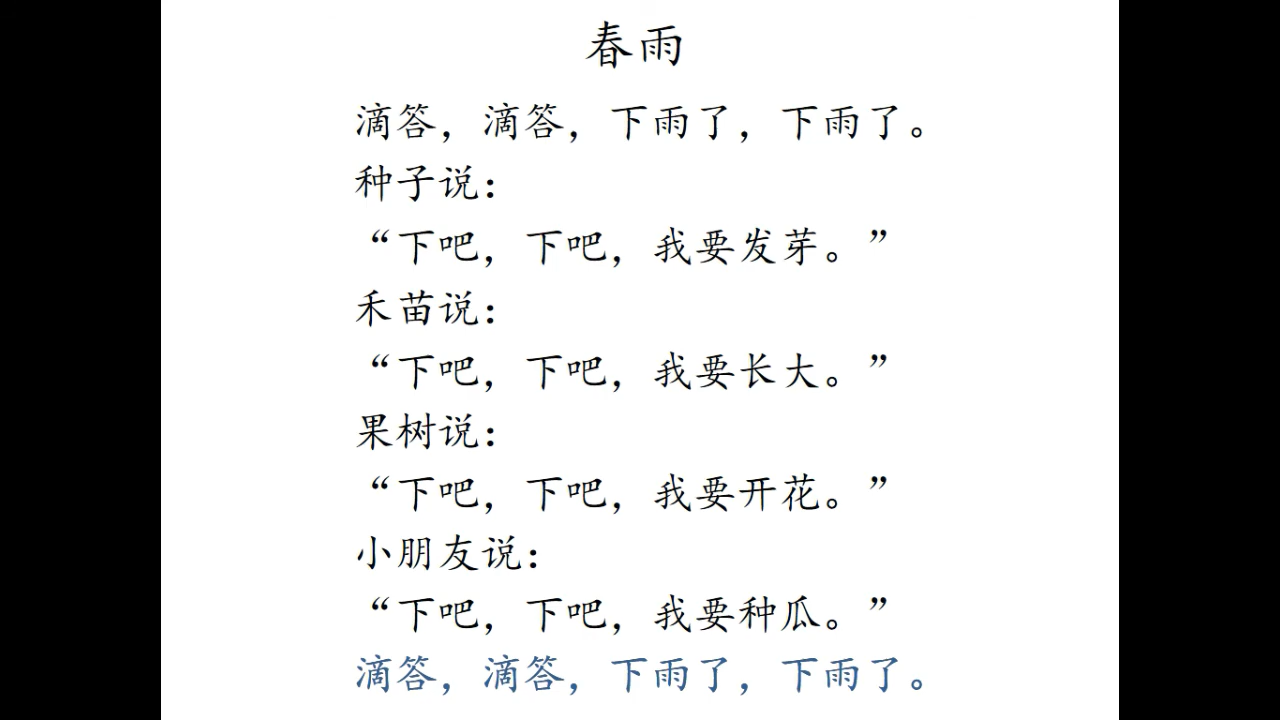 春雨
滴答，滴答，下雨了，下雨了。
种子说：
“下吧，下吧，我要发芽。”
禾苗说：
“下吧，下吧，我要长大。”
果树说：
“下吧，下吧，我要开花。”
小朋友说：
“下吧，下吧，我要种瓜。”
滴答，滴答，下雨了，下雨了。